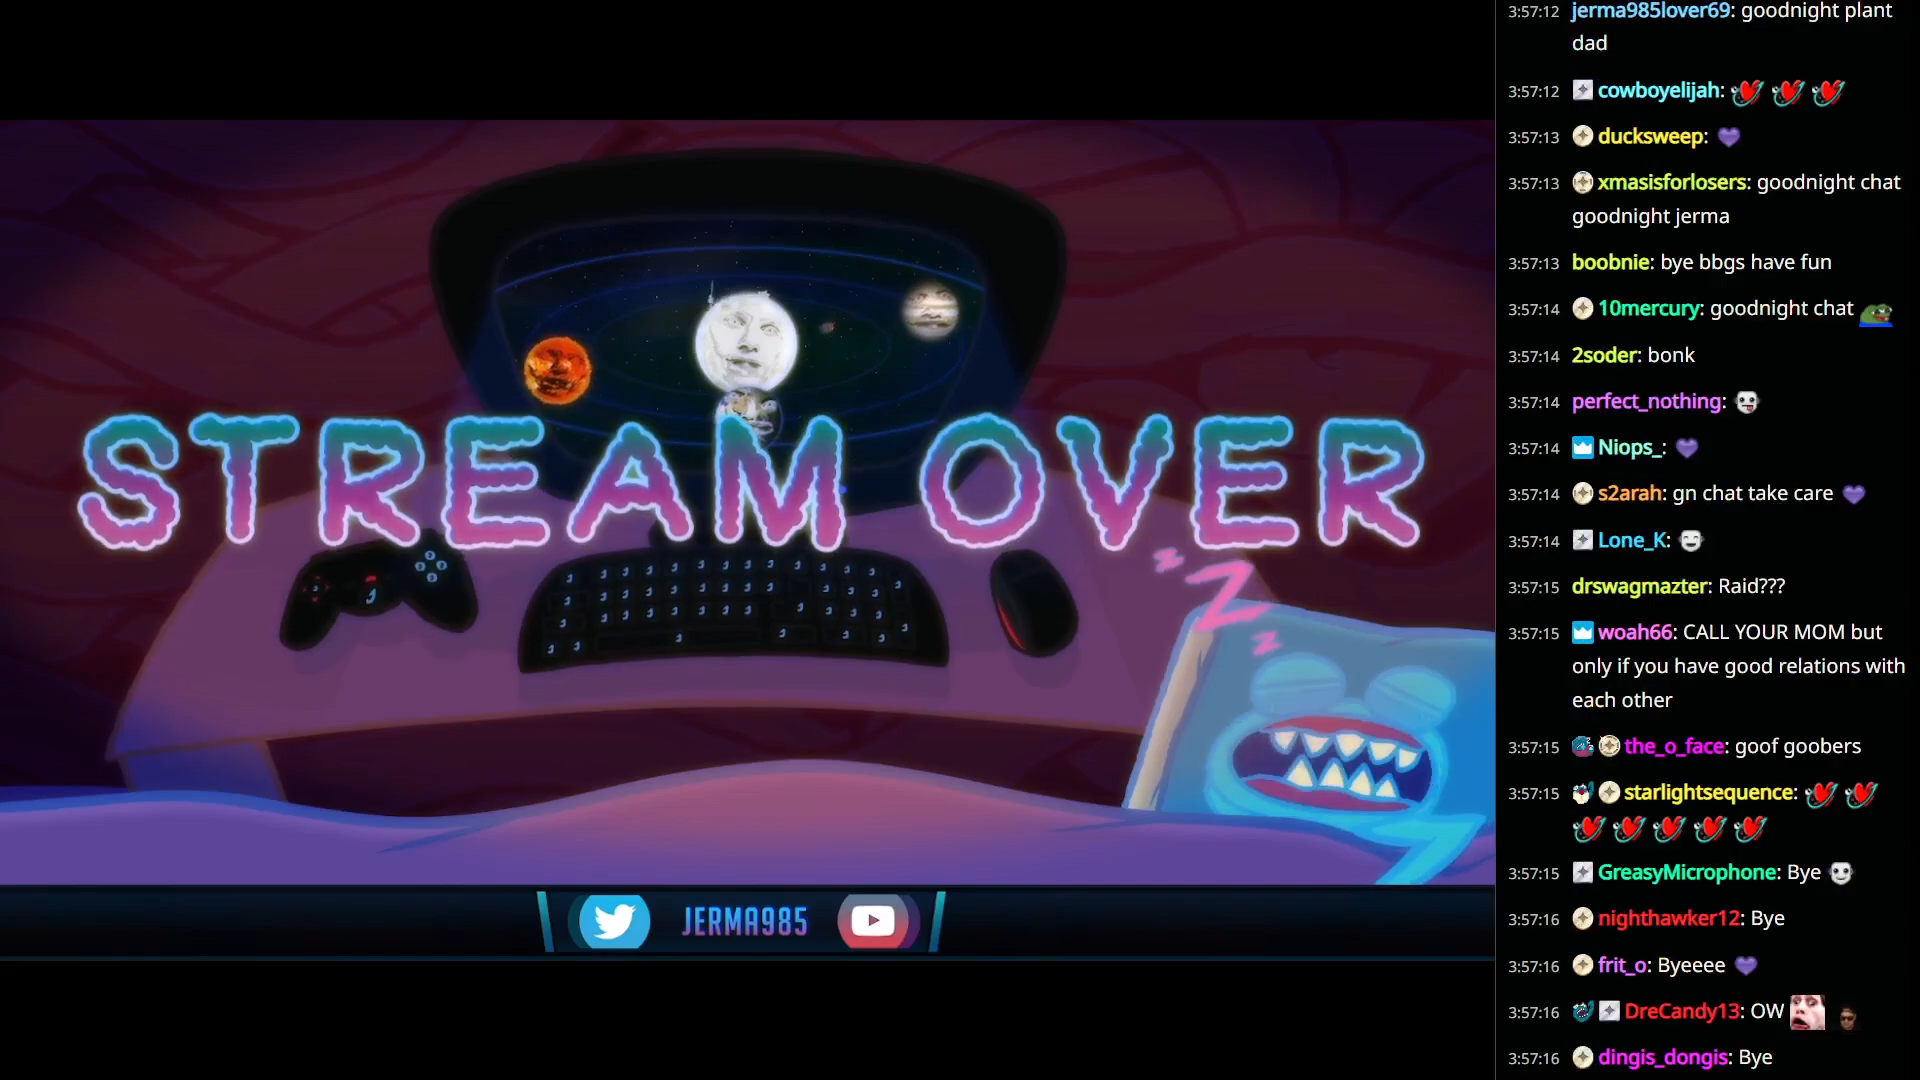 STREAM OVER
z
Z
z
JERMA985
3:57:12 jerma985lover69: goodnight plant
dad
3:57:12 cowboyelijah:
3:57:13 ducksweep:
3:57:13 xmasisforlosers: goodnight chat
goodnight jerma
3:57:13 boobnie: bye bbgs have fun
3:57:14 10mercury: goodnight chat
3:57:14 2soder: bonk
3:57:14 perfect_nothing:
3:57:14 Niops_:
3:57:14 s2arah: gn chat take care
3:57:14 Lone_K:
3:57:15 drswagmazter: Raid???
3:57:15 woah66: CALL YOUR MOM but
only if you have good relations with
each other
3:57:15 the_o_face: goof goobers
3:57:15 starlightsequence:
3:57:15 GreasyMicrophone: Bye
3:57:16 nighthawker12: Bye
3:57:16 frit_o: Byeeee
3:57:16 DreCandy13: OW
3:57:16 dingis_dongis: Bye